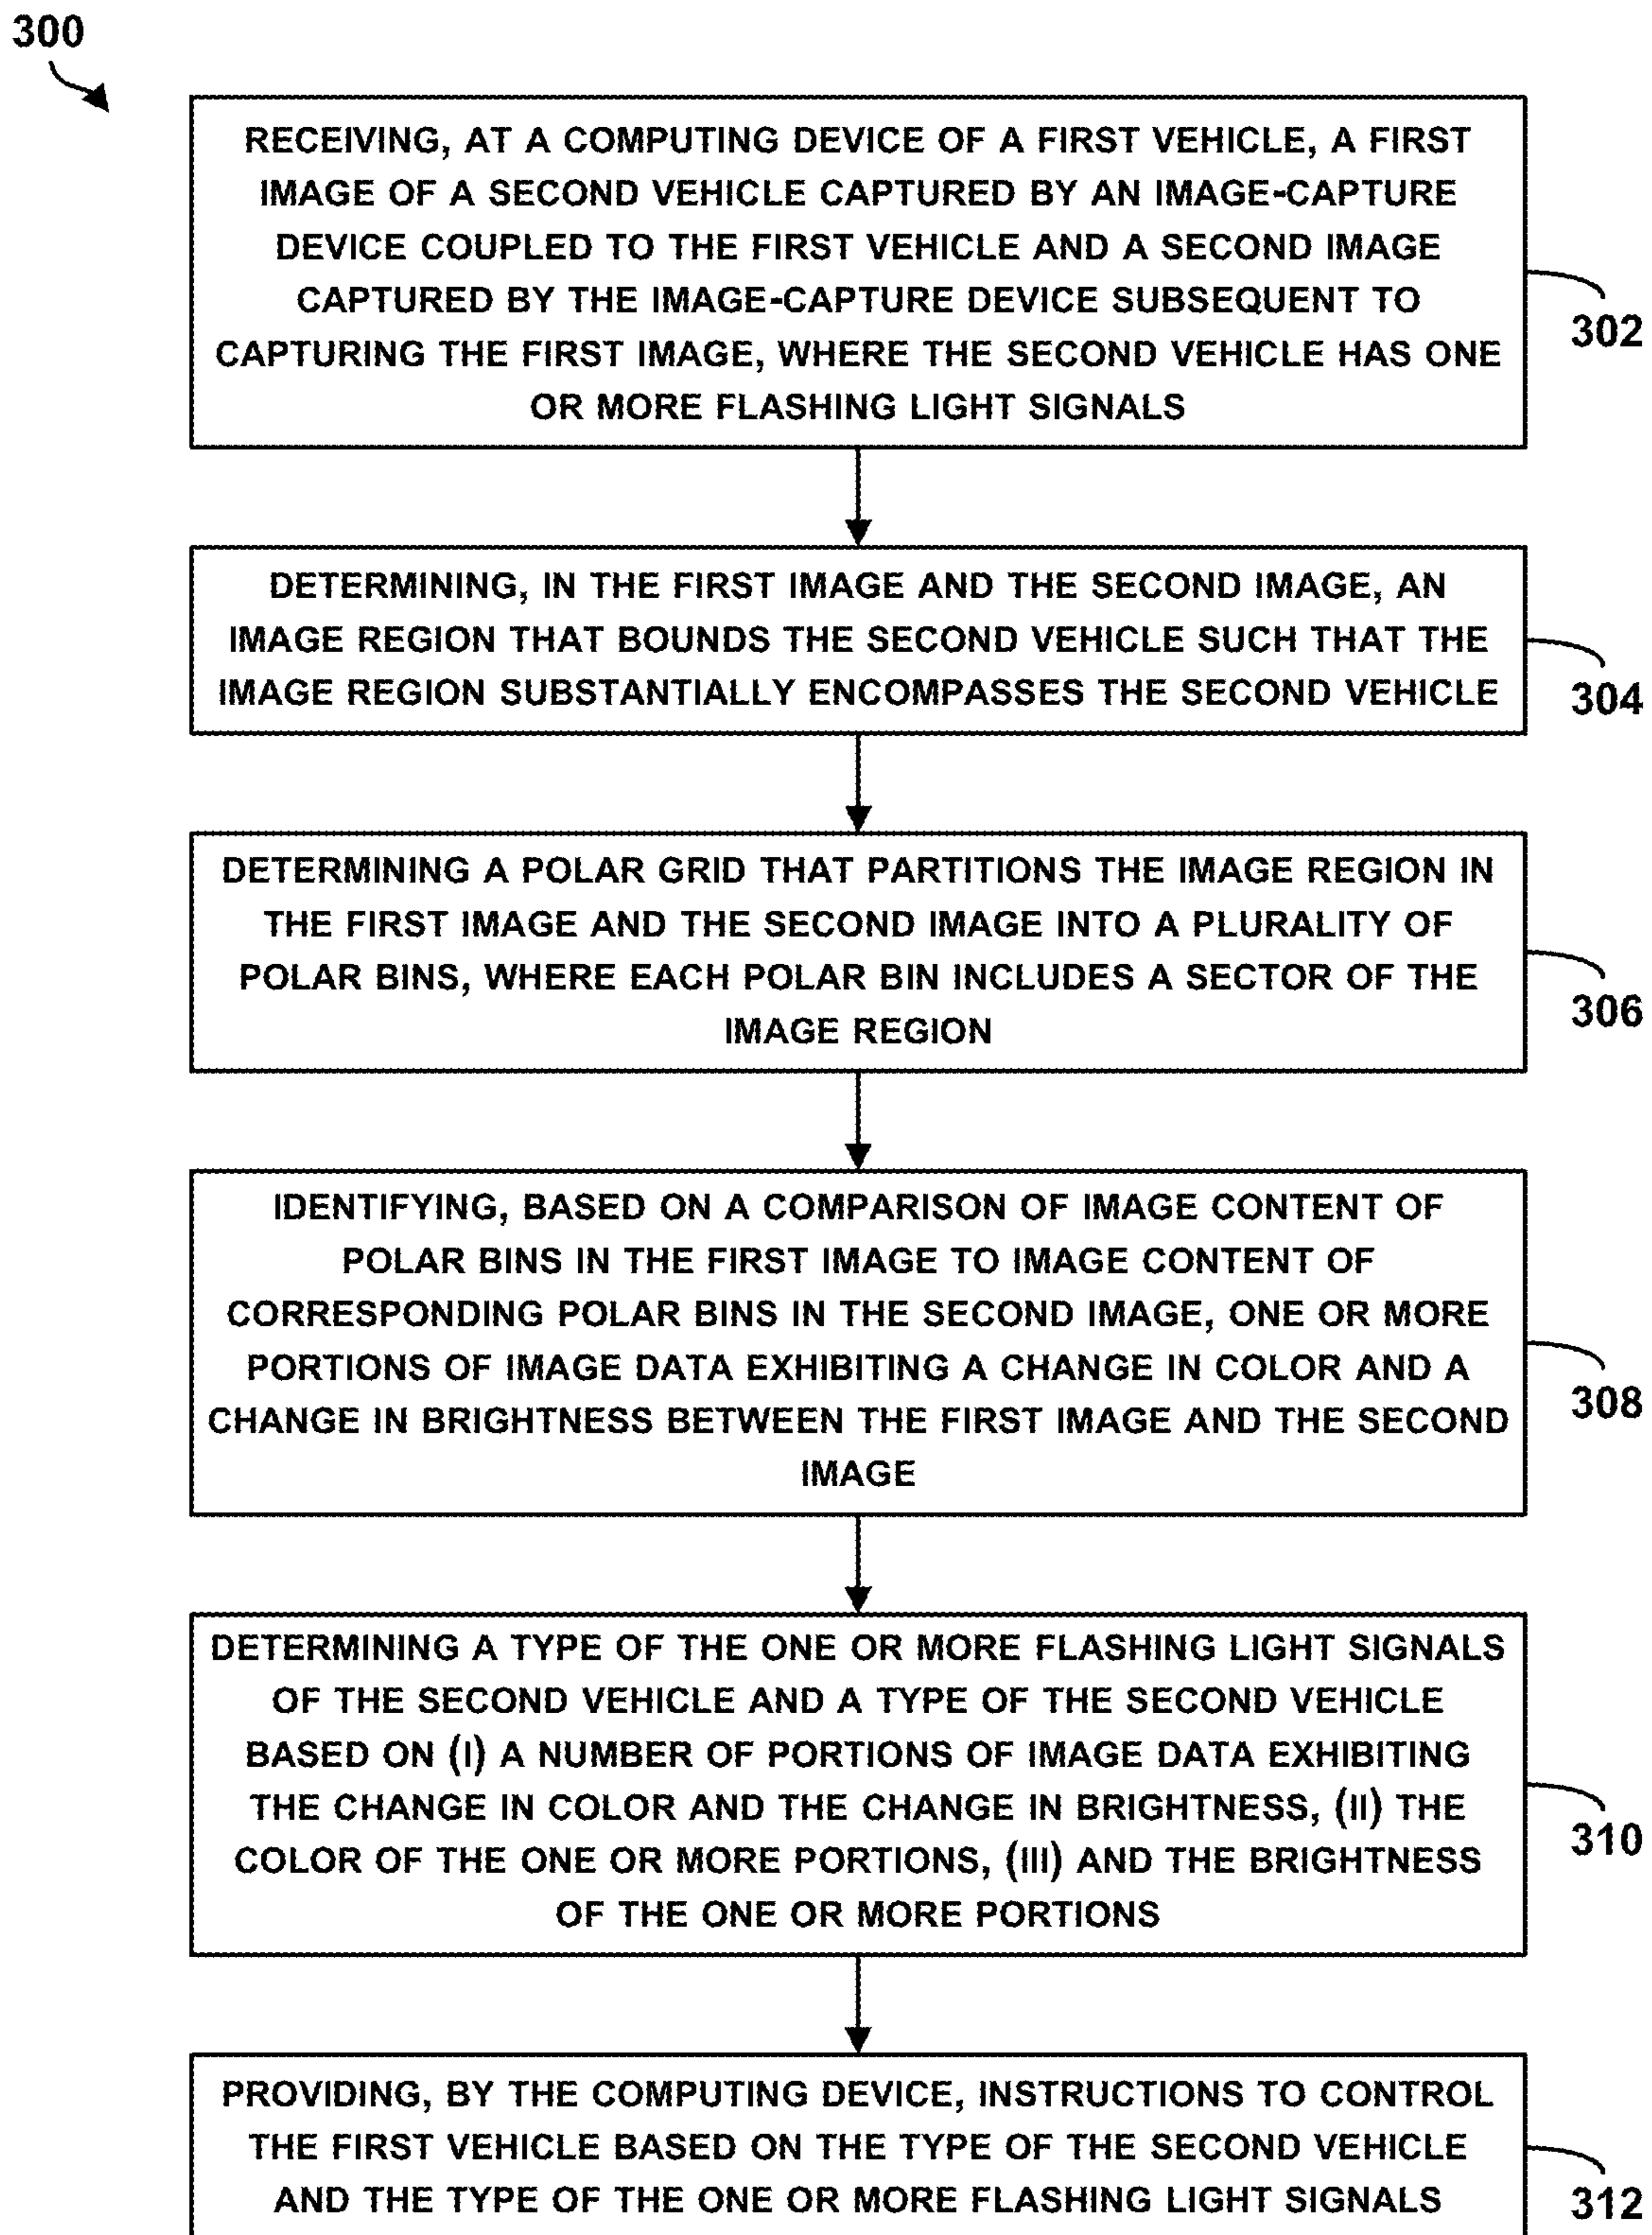 300
RECEIVING, AT A COMPUTING DEVICE OF A FIRST VEHICLE, A FIRST
IMAGE OF A SECOND VEHICLE CAPTURED BY AN IMAGE-CAPTURE
DEVICE COUPLED TO THE FIRST VEHICLE AND A SECOND IMAGE
CAPTURED BY THE IMAGE-CAPTURE DEVICE SUBSEQUENT TO
CAPTURING THE FIRST IMAGE, WHERE THE SECOND VEHICLE HAS ONE
OR MORE FLASHING LIGHT SIGNALS
302
DETERMINING, IN THE FIRST IMAGE AND THE SECOND IMAGE, AN
IMAGE REGION THAT BOUNDS THE SECOND VEHICLE SUCH THAT THE
IMAGE REGION SUBSTANTIALLY ENCOMPASSES THE SECOND VEHICLE
304
DETERMINING A POLAR GRID THAT PARTITIONS THE IMAGE REGION IN
THE FIRST IMAGE AND THE SECOND IMAGE INTO A PLURALITY OF
POLAR BINS, WHERE EACH POLAR BIN INCLUDES A SECTOR OF THE
IMAGE REGION
306
IDENTIFYING, BASED ON A COMPARISON OF IMAGE CONTENT OF
POLAR BINS IN THE FIRST IMAGE TO IMAGE CONTENT OF
CORRESPONDING POLAR BINS IN THE SECOND IMAGE, ONE OR MORE
PORTIONS OF IMAGE DATA EXHIBITING A CHANGE IN COLOR AND A
CHANGE IN BRIGHTNESS BETWEEN THE FIRST IMAGE AND THE SECOND
IMAGE
308
DETERMINING A TYPE OF THE ONE OR MORE FLASHING LIGHT SIGNALS
OF THE SECOND VEHICLE AND A TYPE OF THE SECOND VEHICLE
BASED ON (I) A NUMBER OF PORTIONS OF IMAGE DATA EXHIBITING
THE CHANGE IN COLOR AND THE CHANGE IN BRIGHTNESS, (II) THE
COLOR OF THE ONE OR MORE PORTIONS, (III) AND THE BRIGHTNESS
OF THE ONE OR MORE PORTIONS
310
PROVIDING, BY THE COMPUTING DEVICE, INSTRUCTIONS TO CONTROL
THE FIRST VEHICLE BASED ON THE TYPE OF THE SECOND VEHICLE
AND THE TYPE OF THE ONE OR MORE FLASHING LIGHT SIGNALS
312